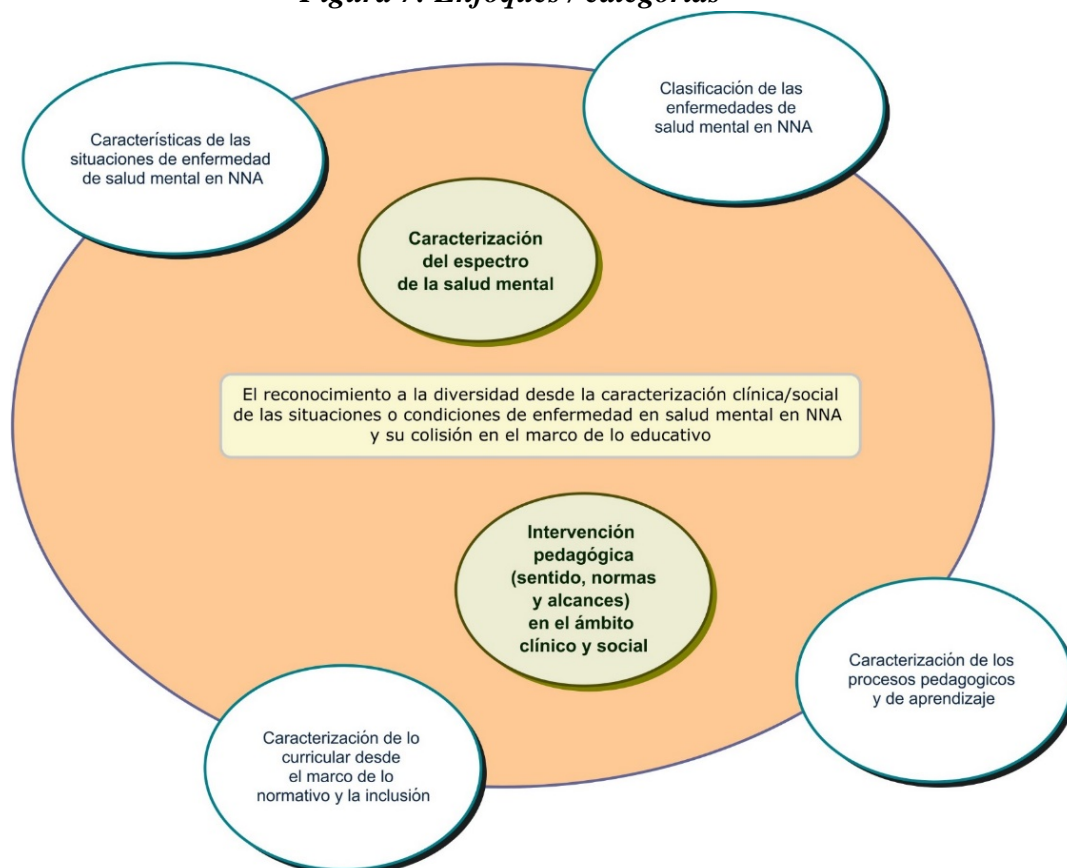 Figura 7. Enfoques / categorías
Clasificación de las
enfermedades de
salud mental en NNA
Características de las
situaciones de enfermedad
de salud mental en NNA
Caracterización
del espectro
de la salud mental
El reconocimiento a la diversidad desde la caracterización clínica/social
de las situaciones o condiciones de enfermedad en salud mental en NNA
y su colisión en el marco de lo educativo
Intervención
pedagógica
(sentido, normas
y alcances)
en el ámbito
clínico y social
Caracterización de los
procesos pedagogicos
y de aprendizaje
Caracterización de lo
curricular desde
el marco de lo
normativo y la inclusión